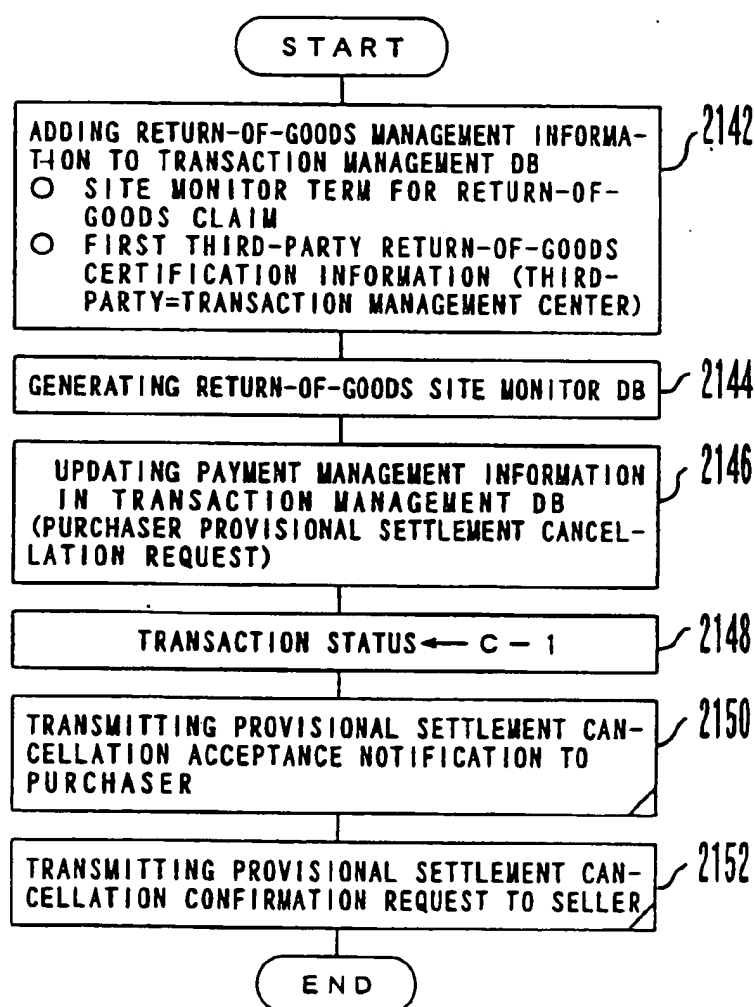 START
ADDING RETURN-OF-GOODS MANAGEMENT INFORMA-
TION TO TRANSACTION MANAGEMENT DB
○ SITE MONITOR TERM FOR RETURN-OF-
GOODS CLAIM
○ FIRST THIRD-PARTY RETURN-OF-GOODS
CERTIFICATION INFORMATION (THIRD-
PARTY=TRANSACTION MANAGEMENT CENTER)
2142
GENERATING RETURN-OF-GOODS SITE MONITOR DB
2144
UPDATING PAYMENT MANAGEMENT INFORMATION
IN TRANSACTION MANAGEMENT DB
(PURCHASER PROVISIONAL SETTLEMENT CANCEL-
LATION REQUEST)
2146
TRANSACTION STATUS ← C - 1
2148
TRANSMITTING PROVISIONAL SETTLEMENT CAN-
CELLATION ACCEPTANCE NOTIFICATION TO
PURCHASER
2150
TRANSMITTING PROVISIONAL SETTLEMENT CAN-
CELLATION CONFIRMATION REQUEST TO SELLER
2152
END